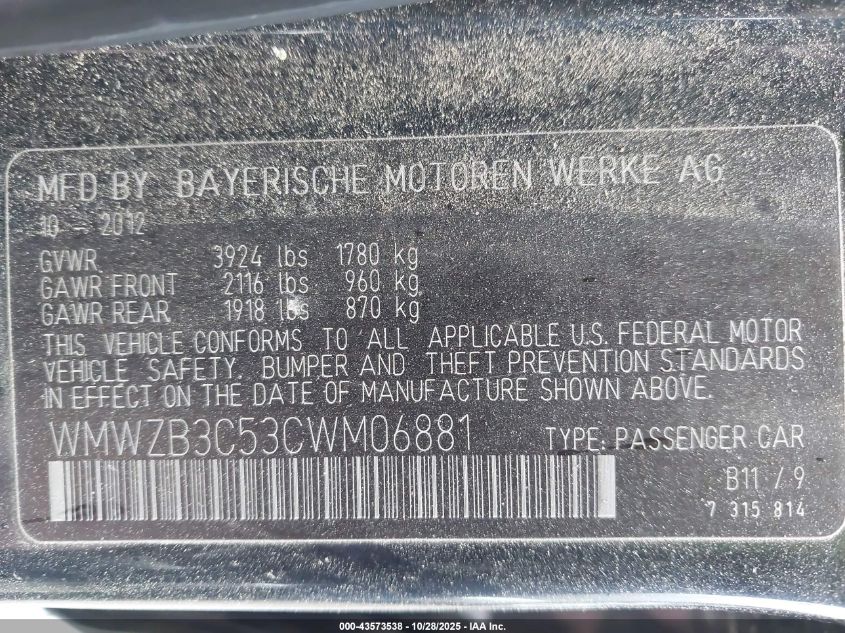 MFD BY BAYERISCHE MOTOREN WERKE AG
10 - 2012
GVWR 3924 lbs 1780 kg
GAWR FRONT 2116 lbs 960 kg
GAWR REAR 1918 lbs 870 kg
THIS VEHICLE CONFORMS TO ALL APPLICABLE U.S. FEDERAL MOTOR
VEHICLE SAFETY, BUMPER AND THEFT PREVENTION STANDARDS
IN EFFECT ON THE DATE OF MANUFACTURE SHOWN ABOVE.
WMWZB3C53CWM06881 TYPE: PASSENGER CAR
B11 / 9
7 315 814
000-43573538 - 10/28/2025 - IAA Inc.